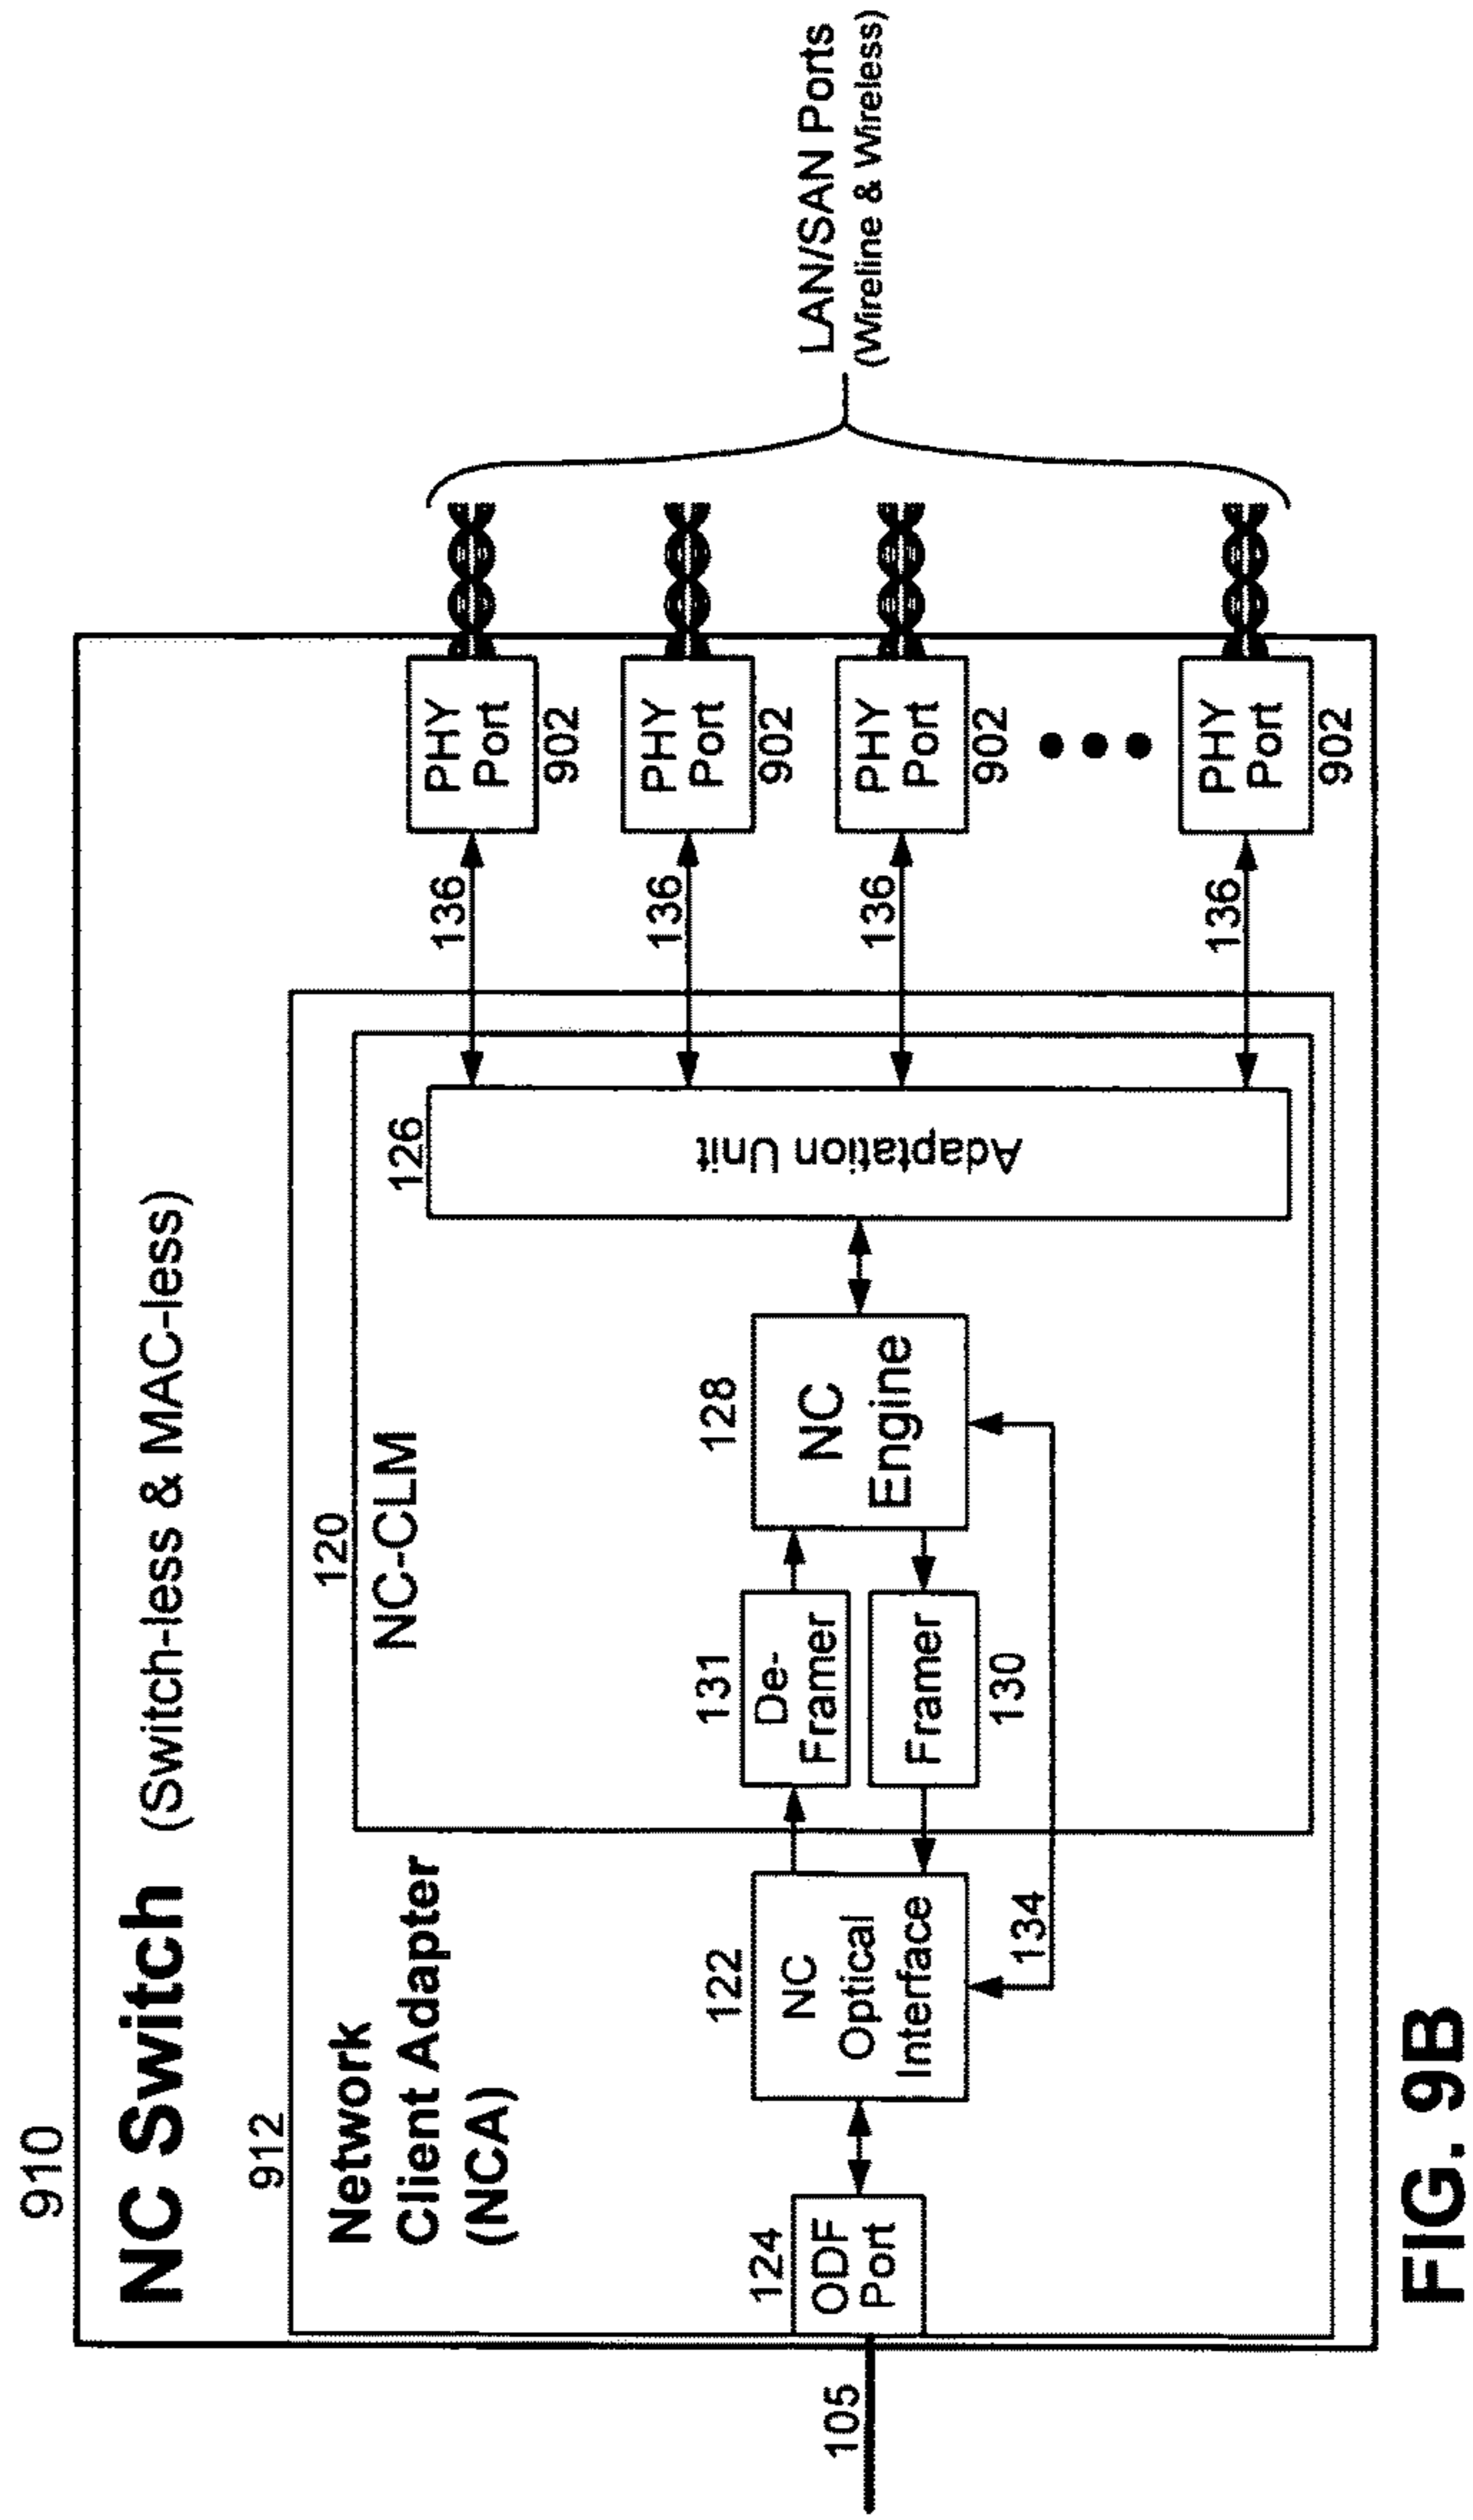 910
NC Switch (Switch-less & MAC-less)
912
Network
Client Adapter
(NCA)
120
NC-CLM
105
124
ODF
Port
122
NC
Optical
Interface
134
131
De-
Framer
Framer
130
128
NC
Engine
126
Adaptation Unit
136
136
136
136
PHY
Port
902
PHY
Port
902
PHY
Port
902
PHY
Port
902
LAN/SAN Ports
(Wireline & Wireless)
FIG. 9B